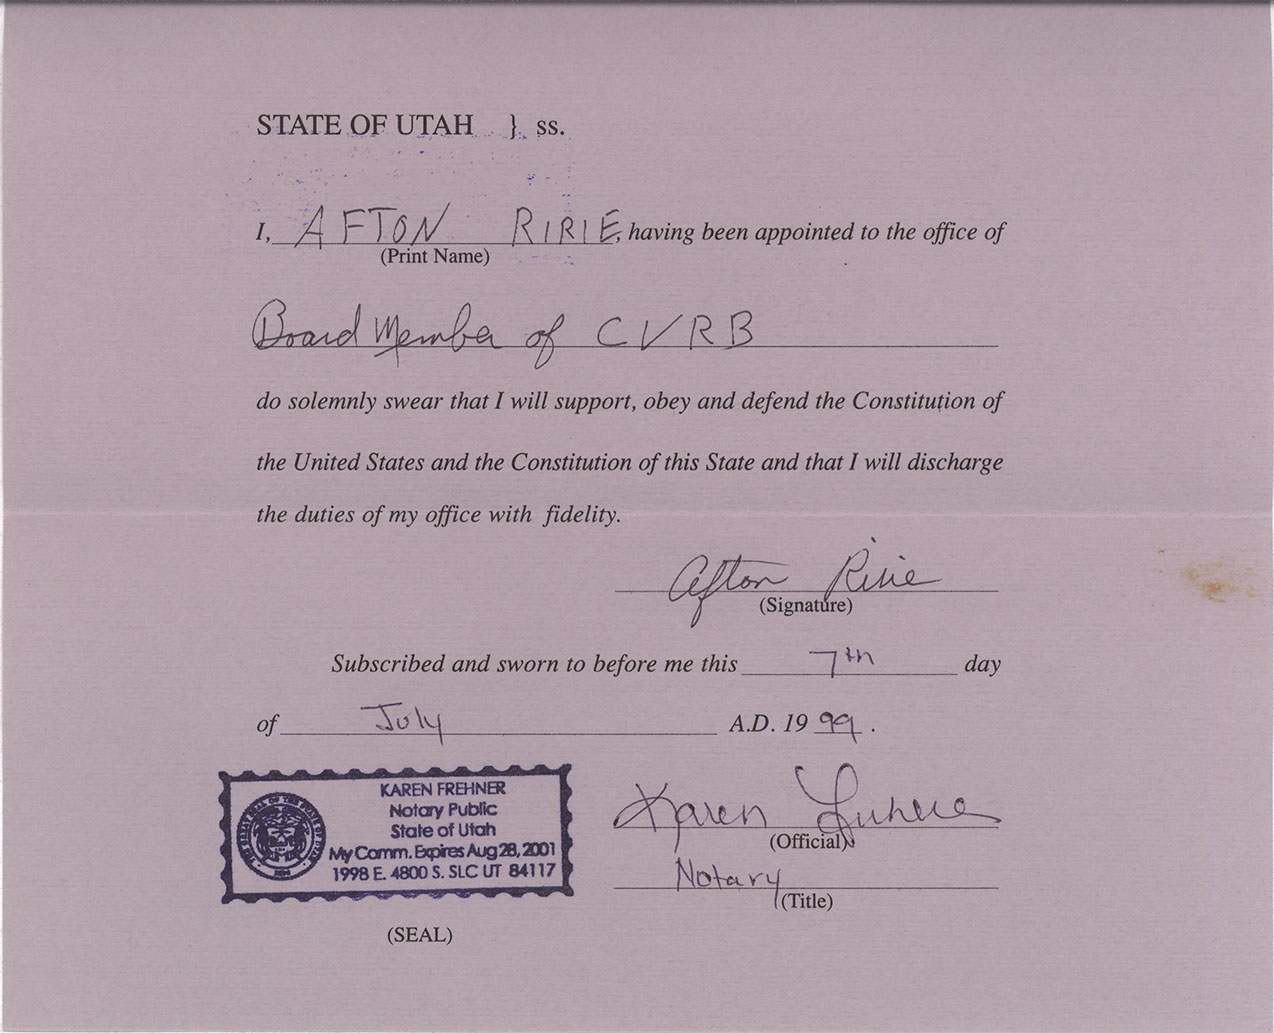 STATE OF UTAH } ss.
I, AFTON RIRIE, having been appointed to the office of
(Print Name)
Board Member of CVRB
do solemnly swear that I will support, obey and defend the Constitution of
the United States and the Constitution of this State and that I will discharge
the duties of my office with fidelity.
Afton Ririe
(Signature)
Subscribed and sworn to before me this 7th day
of July A.D. 19 99 .
KAREN FREHNER
Notary Public
State of Utah
My Comm. Expires Aug 28, 2001
1998 E. 4800 S. SLC UT 84117
(SEAL)
Karen Frehner
(Official)
Notary
(Title)